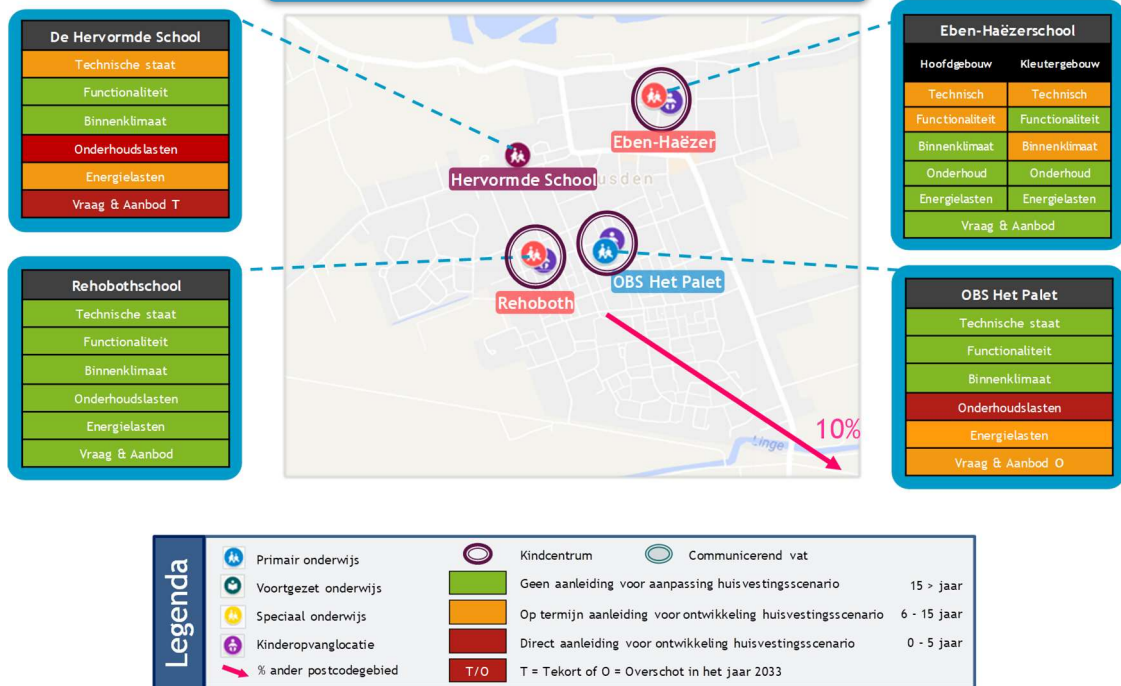 De Hervormde School
Technische staat
Functionaliteit
Binnenklimaat
Onderhoudslasten
Energielasten
Vraag & Aanbod T
Eben-Haëzerschool
Hoofdgebouw Kleutergebouw
Technisch Technisch
Functionaliteit Functionaliteit
Binnenklimaat Binnenklimaat
Onderhoud Onderhoud
Energielasten Energielasten
Vraag & Aanbod
Eben-Haëzer
Hervormde School usden
Rehoboth
OBS Het Palet
10%
Linge
Rehobothschool
Technische staat
Functionaliteit
Binnenklimaat
Onderhoudslasten
Energielasten
Vraag & Aanbod
OBS Het Palet
Technische staat
Functionaliteit
Binnenklimaat
Onderhoudslasten
Energielasten
Vraag & Aanbod O
Legenda
Primair onderwijs
Voortgezet onderwijs
Speciaal onderwijs
Kinderopvanglocatie
% ander postcodegebied
Kindcentrum Communicerend vat
Geen aanleiding voor aanpassing huisvestingsscenario 15 > jaar
Op termijn aanleiding voor ontwikkeling huisvestingsscenario 6 - 15 jaar
Direct aanleiding voor ontwikkeling huisvestingsscenario 0 - 5 jaar
T/O T = Tekort of O = Overschot in het jaar 2033